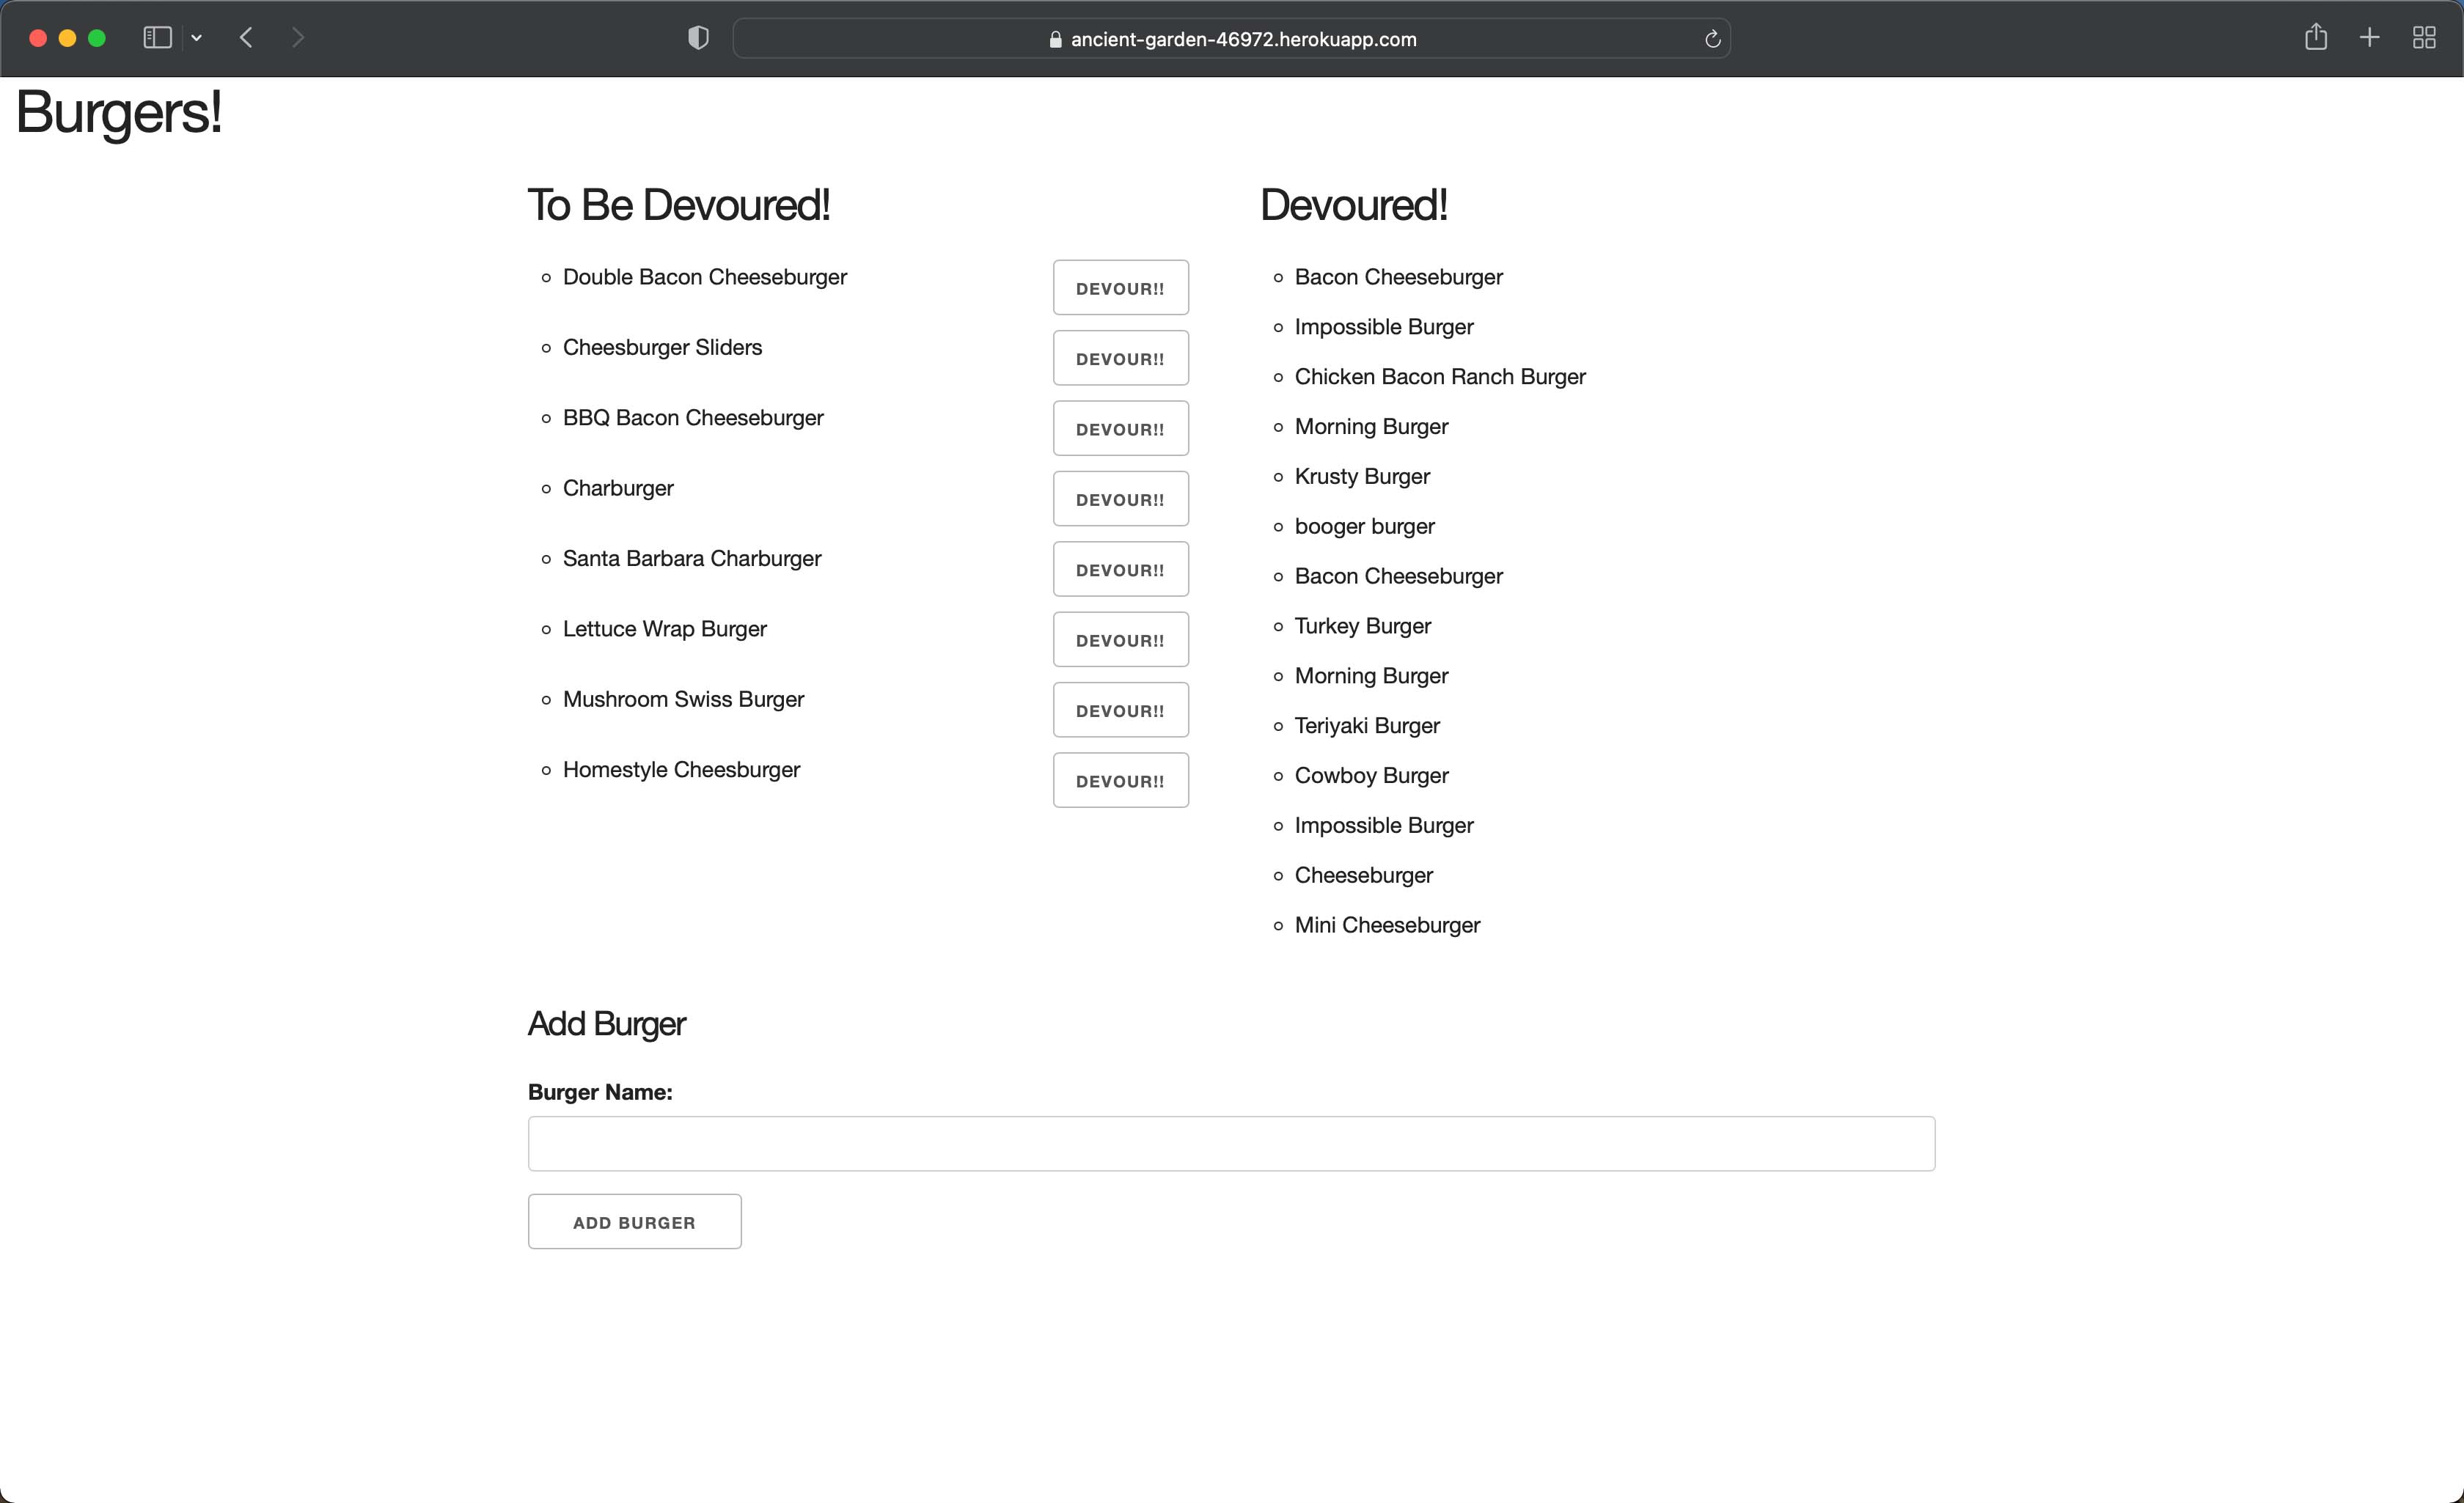 ancient-garden-46972.herokuapp.com
Burgers!
To Be Devoured!
Double Bacon Cheeseburger
DEVOUR!!
Cheesburger Sliders
DEVOUR!!
BBQ Bacon Cheeseburger
DEVOUR!!
Charburger
DEVOUR!!
Santa Barbara Charburger
DEVOUR!!
Lettuce Wrap Burger
DEVOUR!!
Mushroom Swiss Burger
DEVOUR!!
Homestyle Cheesburger
DEVOUR!!
Devoured!
Bacon Cheeseburger
Impossible Burger
Chicken Bacon Ranch Burger
Morning Burger
Krusty Burger
booger burger
Bacon Cheeseburger
Turkey Burger
Morning Burger
Teriyaki Burger
Cowboy Burger
Impossible Burger
Cheeseburger
Mini Cheeseburger
Add Burger
Burger Name:
ADD BURGER